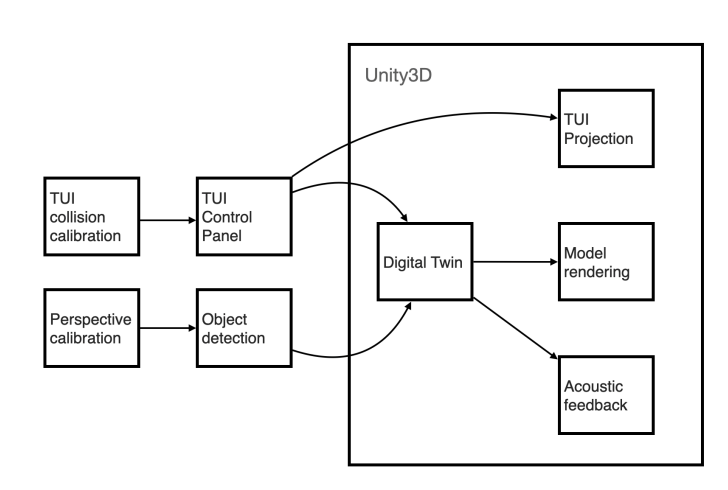 Unity3D
TUI
Projection
TUI
collision
calibration
TUI
Control
Panel
Digital Twin
Model
rendering
Perspective
calibration
Object
detection
Acoustic
feedback